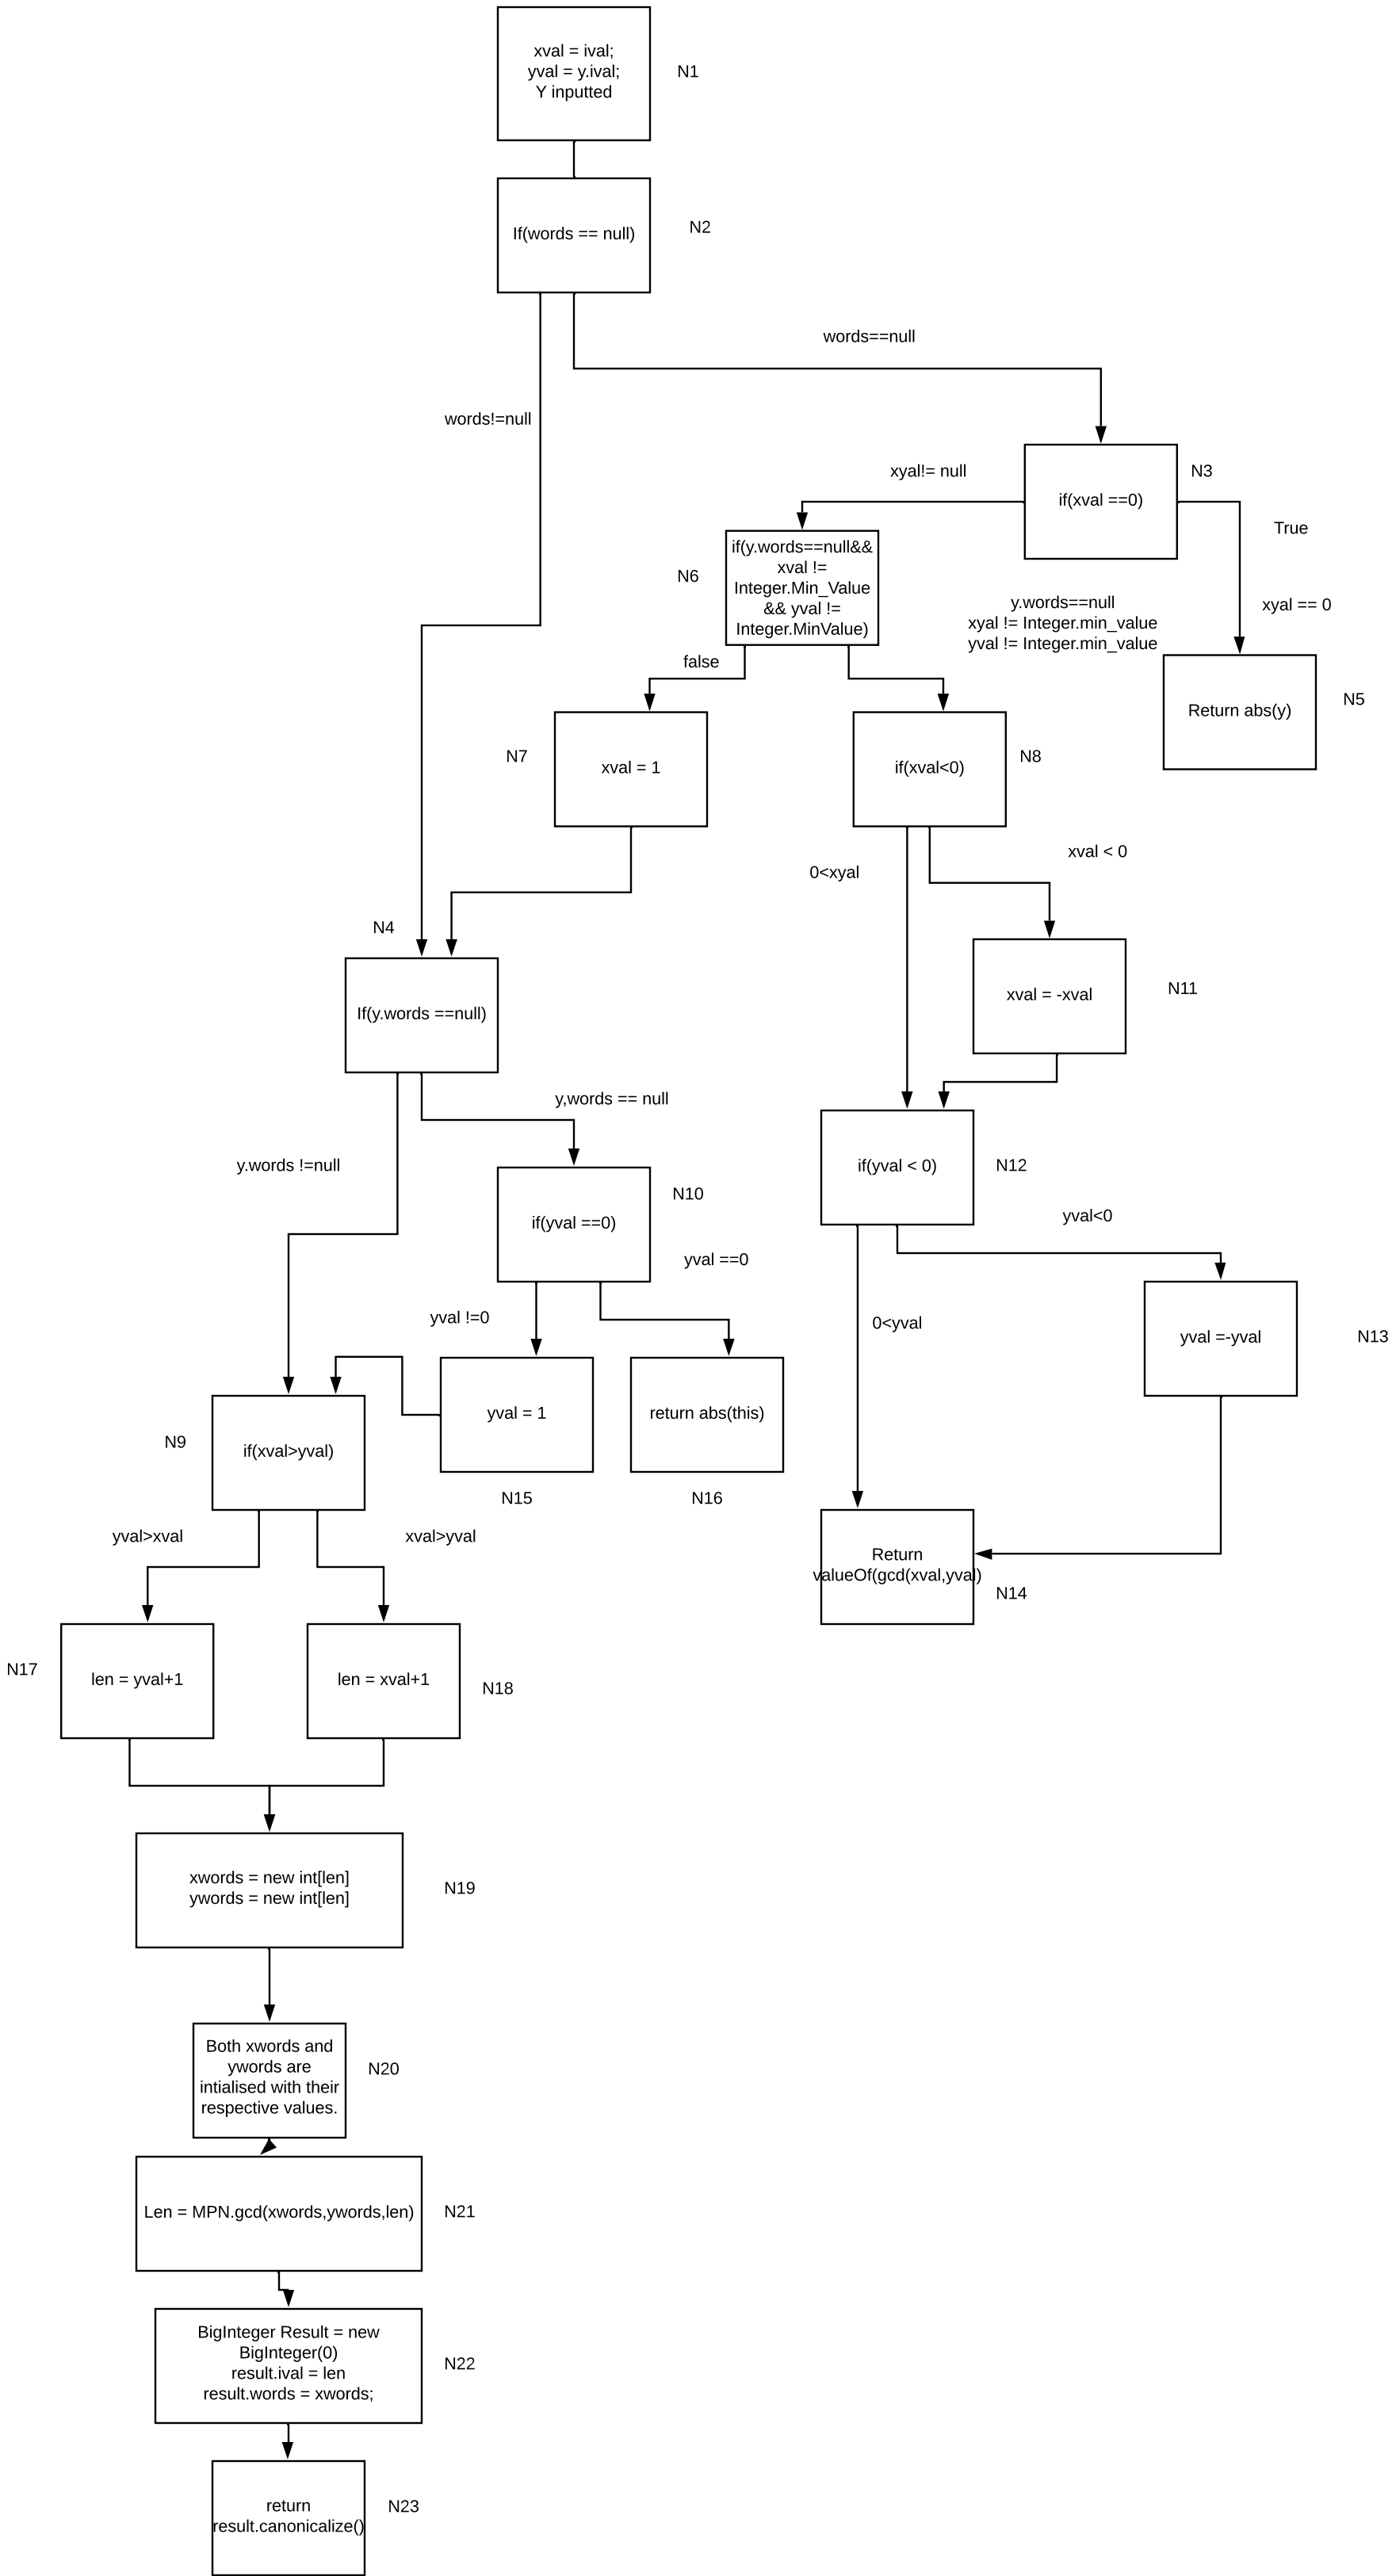 xval = ival;
yval = y.ival;
Y inputted
N1
If(words == null)
N2
words==null
words!=null
if(xval ==0)
N3
xyal!= null
True
xyal == 0
if(y.words==null&&
xval !=
Integer.Min_Value
&& yval !=
Integer.MinValue)
N6
y.words==null
xyal != Integer.min_value
yval != Integer.min_value
false
Return abs(y)
N5
xval = 1
N7
if(xval<0)
N8
xval < 0
0<xyal
N4
If(y.words ==null)
xval = -xval
N11
y,words == null
y.words !=null
if(yval < 0)
N12
if(yval ==0)
N10
yval<0
yval ==0
yval !=0
0<yval
yval =-yval
N13
yval = 1
N15
return abs(this)
N16
if(xval>yval)
N9
yval>xval
xval>yval
Return
valueOf(gcd(xval,yval)
N14
len = yval+1
N17
len = xval+1
N18
xwords = new int[len]
ywords = new int[len]
N19
Both xwords and
ywords are
intialised with their
respective values.
N20
Len = MPN.gcd(xwords,ywords,len)
N21
BigInteger Result = new
BigInteger(0)
result.ival = len
result.words = xwords;
N22
return
result.canonicalize()
N23